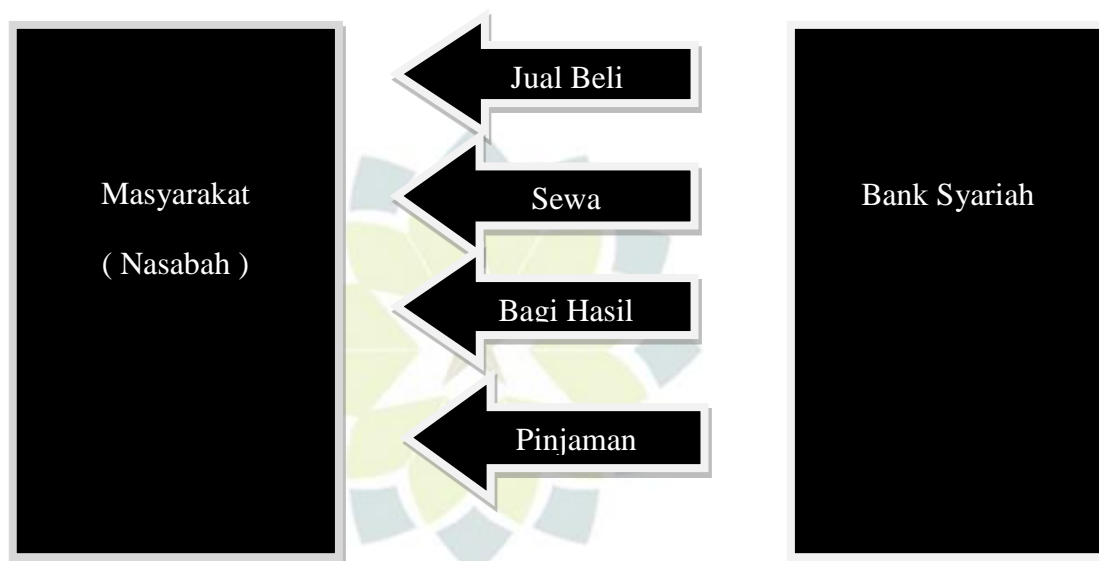 Masyarakat
( Nasabah )
Jual Beli
Sewa
Bagi Hasil
Pinjaman
Bank Syariah